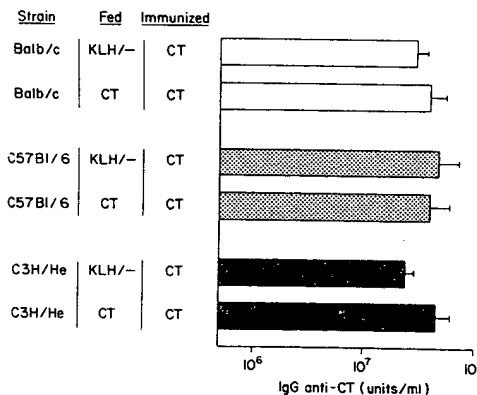 Strain Fed Immunized
Balb/c KLH/– CT
Balb/c CT CT
C57Bl/6 KLH/– CT
C57Bl/6 CT CT
C3H/He KLH/– CT
C3H/He CT CT
10⁶ 10⁷ 10
IgG anti-CT (units/ml)